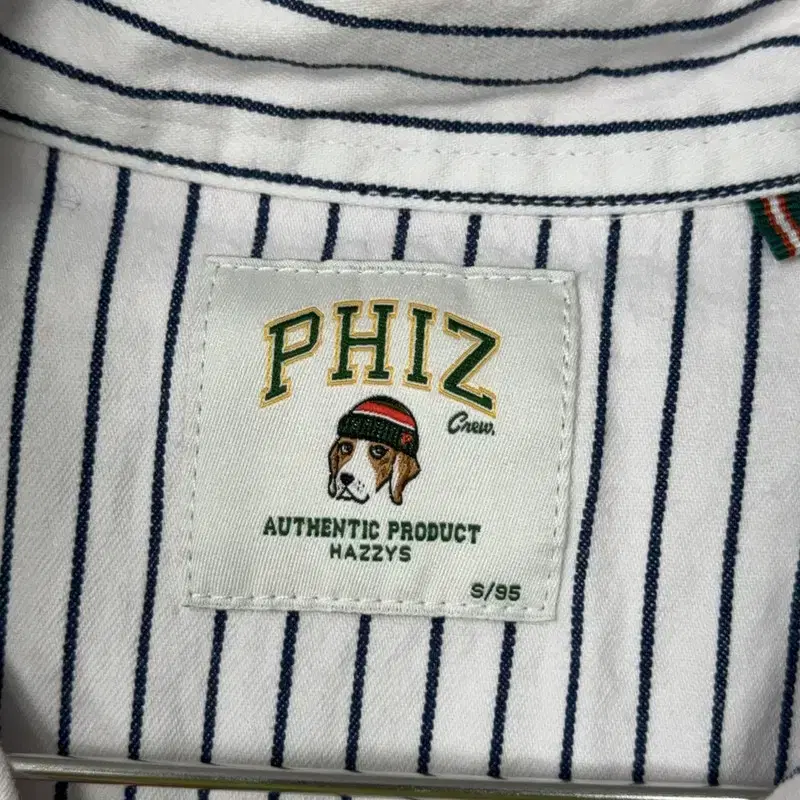 PHIZ
Crew.
AUTHENTIC PRODUCT
HAZZYS
S/95